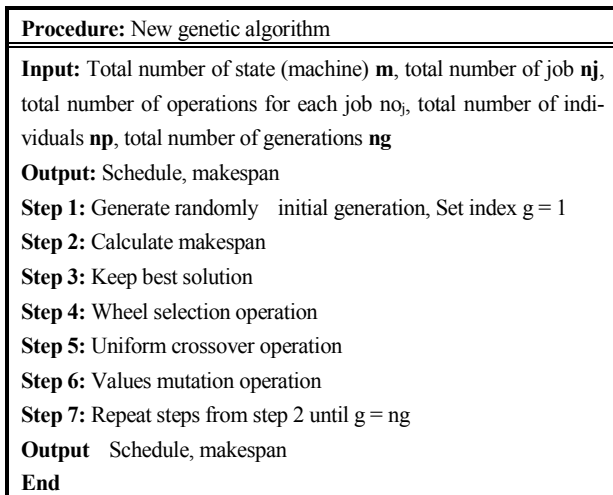 Procedure: New genetic algorithm
Input: Total number of state (machine) m, total number of job nj,
total number of operations for each job noj, total number of indi-
viduals np, total number of generations ng
Output: Schedule, makespan
Step 1: Generate randomly initial generation, Set index g = 1
Step 2: Calculate makespan
Step 3: Keep best solution
Step 4: Wheel selection operation
Step 5: Uniform crossover operation
Step 6: Values mutation operation
Step 7: Repeat steps from step 2 until g = ng
Output Schedule, makespan
End